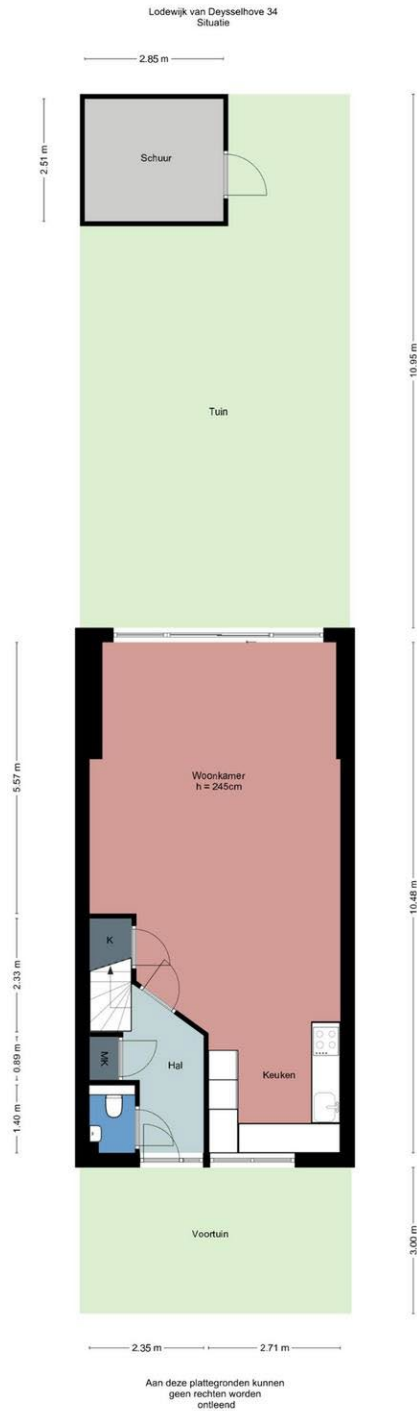 Lodewijk van Deysselhove 34
Situatie
2.85 m
2.51 m
Schuur
10.95 m
Tuin
Woonkamer
h = 245cm
5.57 m
10.48 m
K
2.33 m
0.89 m
MK
Hal
Keuken
1.40 m
Voortuin
3.00 m
2.35 m
2.71 m
Aan deze plattegronden kunnen
geen rechten worden
ontleend